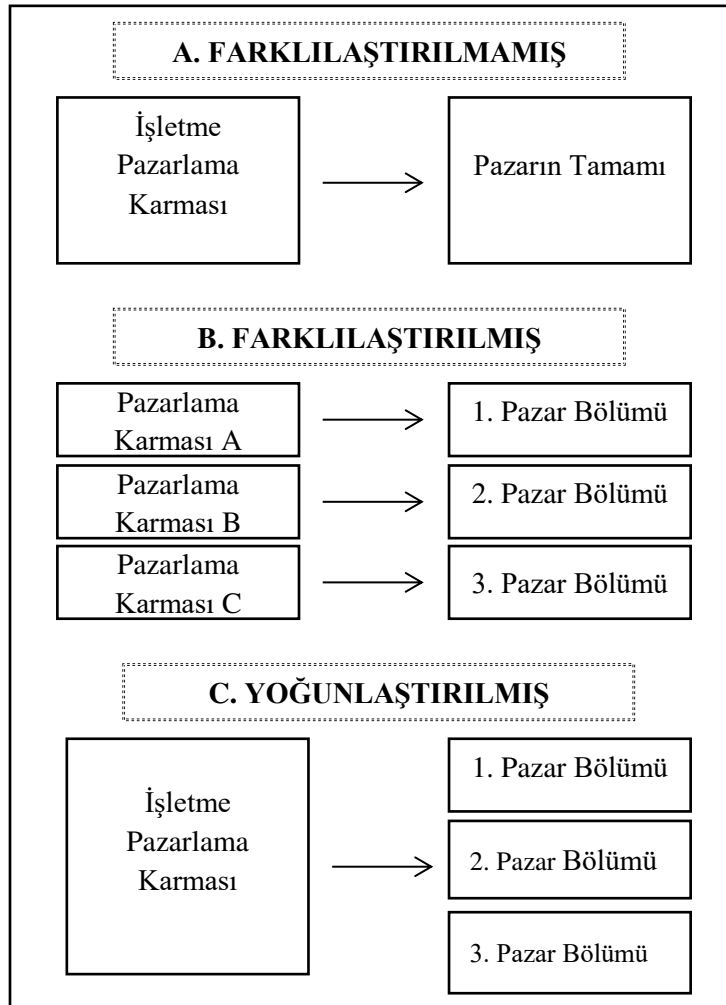 A. FARKLILAŞTIRILMAMIŞ
İşletme
Pazarlama
Karması
Pazarın Tamamı
B. FARKLILAŞTIRILMIŞ
Pazarlama
Karması A
1. Pazar Bölümü
Pazarlama
Karması B
2. Pazar Bölümü
Pazarlama
Karması C
3. Pazar Bölümü
C. YOĞUNLAŞTIRILMIŞ
İşletme
Pazarlama
Karması
1. Pazar Bölümü
2. Pazar Bölümü
3. Pazar Bölümü